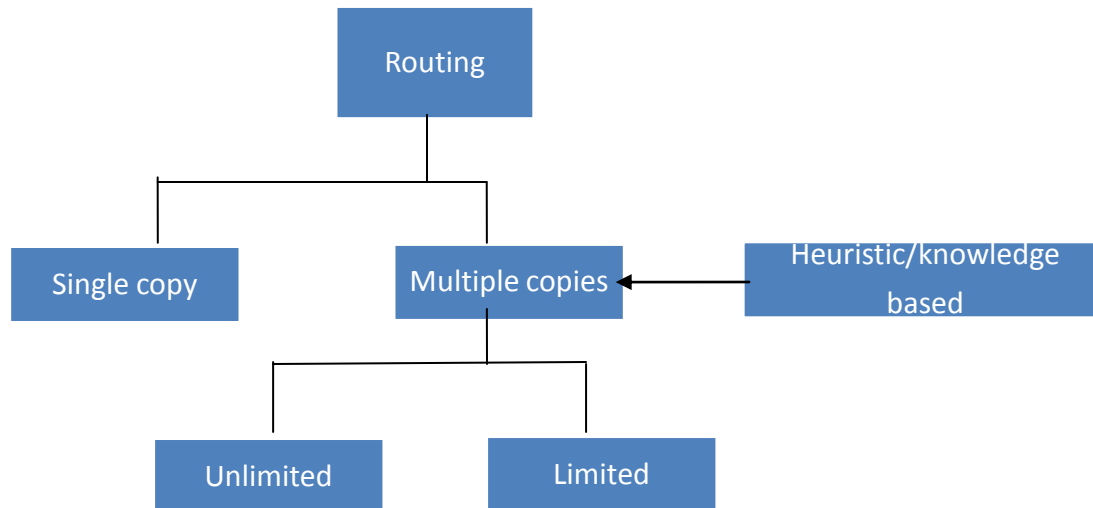 Routing
Single copy
Multiple copies
Heuristic/knowledge
based
Unlimited
Limited